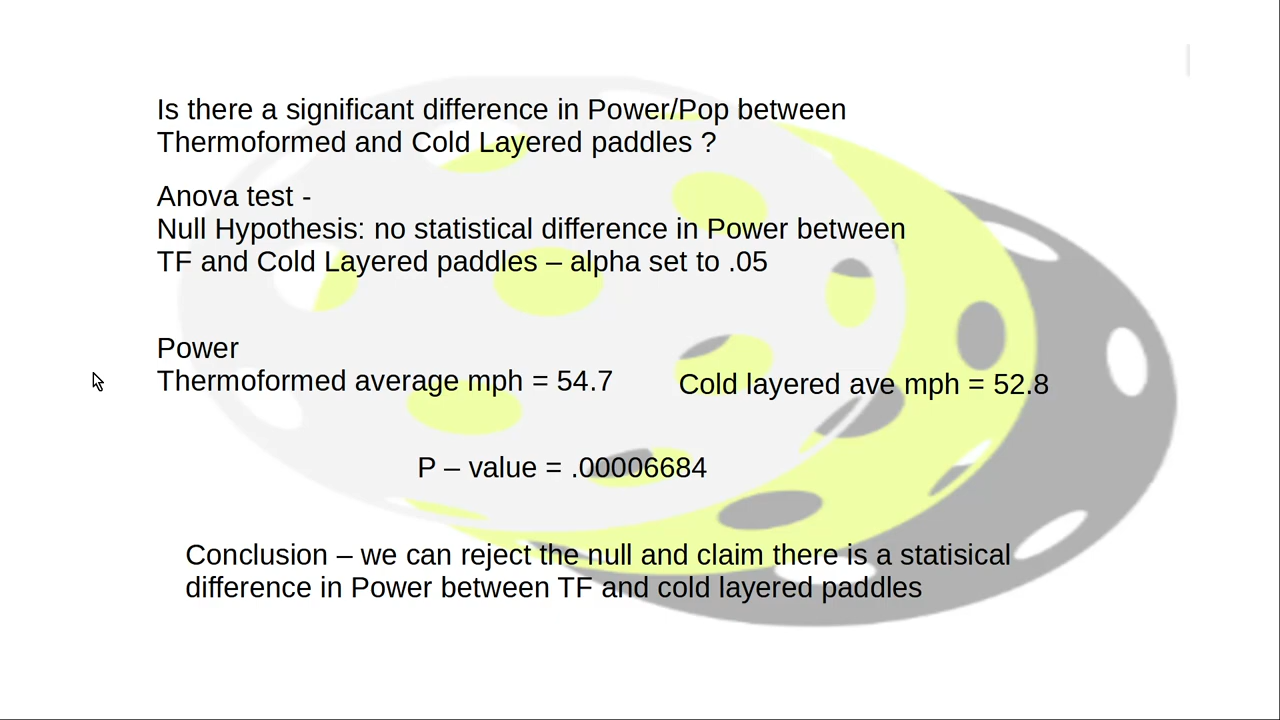 Is there a significant difference in Power/Pop between
Thermoformed and Cold Layered paddles ?
Anova test -
Null Hypothesis: no statistical difference in Power between
TF and Cold Layered paddles – alpha set to .05
Power
Thermoformed average mph = 54.7
Cold layered ave mph = 52.8
P – value = .00006684
Conclusion – we can reject the null and claim there is a statisical
difference in Power between TF and cold layered paddles